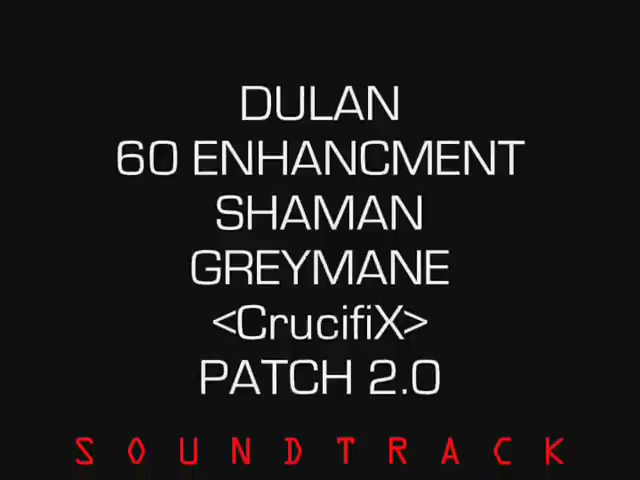 DULAN
60 ENHANCMENT
SHAMAN
GREYMANE
<CrucifiX>
PATCH 2.0
SOUNDTRACK